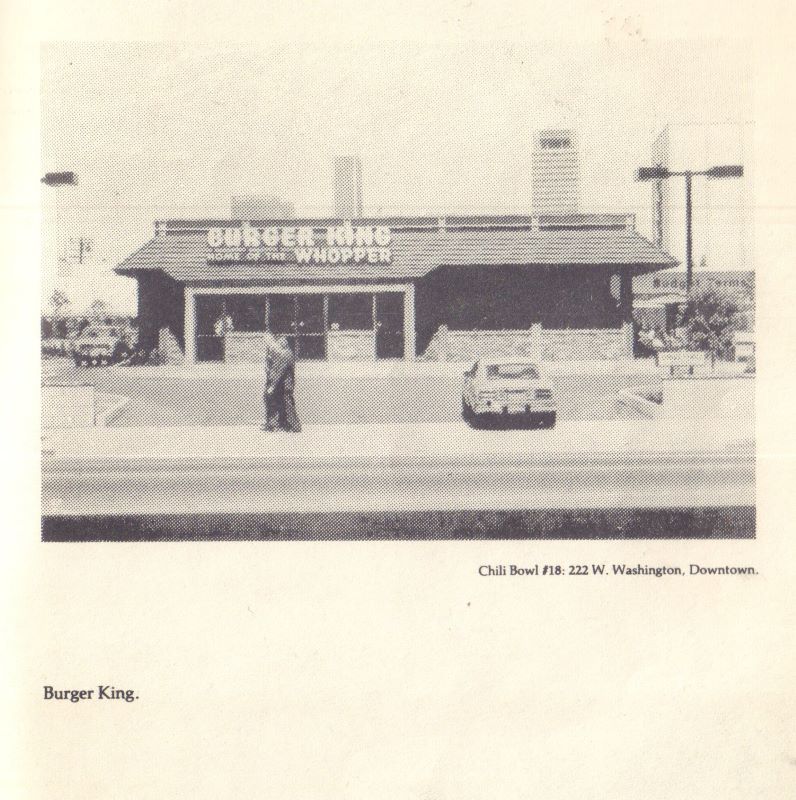 BURGER KING
HOME OF THE WHOPPER
Chili Bowl #18: 222 W. Washington, Downtown.
Burger King.